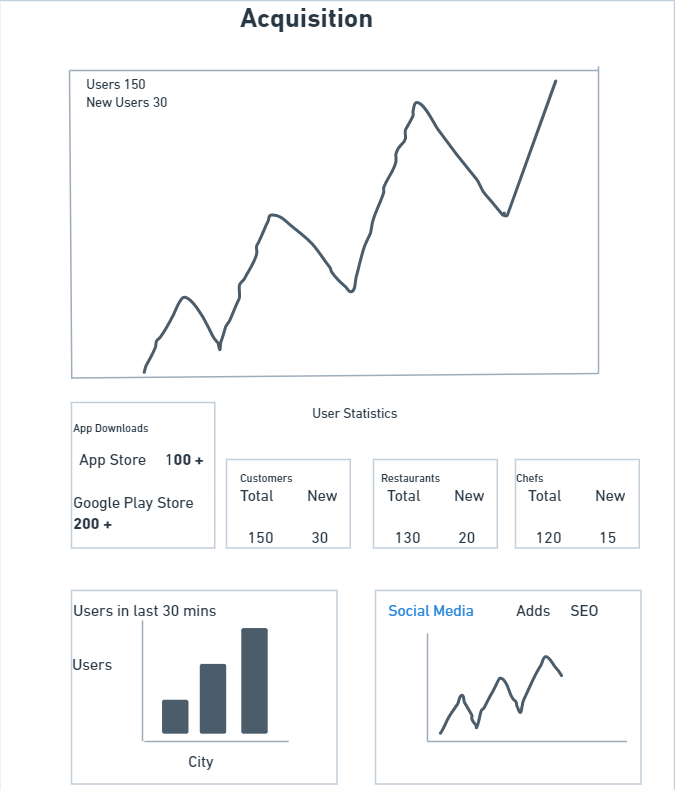 Acquisition
Users 150
New Users 30
App Downloads
App Store 100 +
Google Play Store
200 +
User Statistics
Customers
Total New
150 30
Restaurants
Total New
130 20
Chefs
Total New
120 15
Users in last 30 mins
Users
City
Social Media Adds SEO